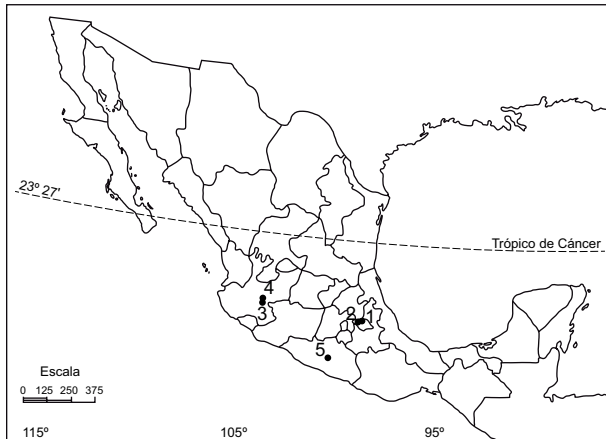 23º 27'
Trópico de Cáncer
4
3
2 1
5
Escala
0 125 250 375
115º 105º 95º